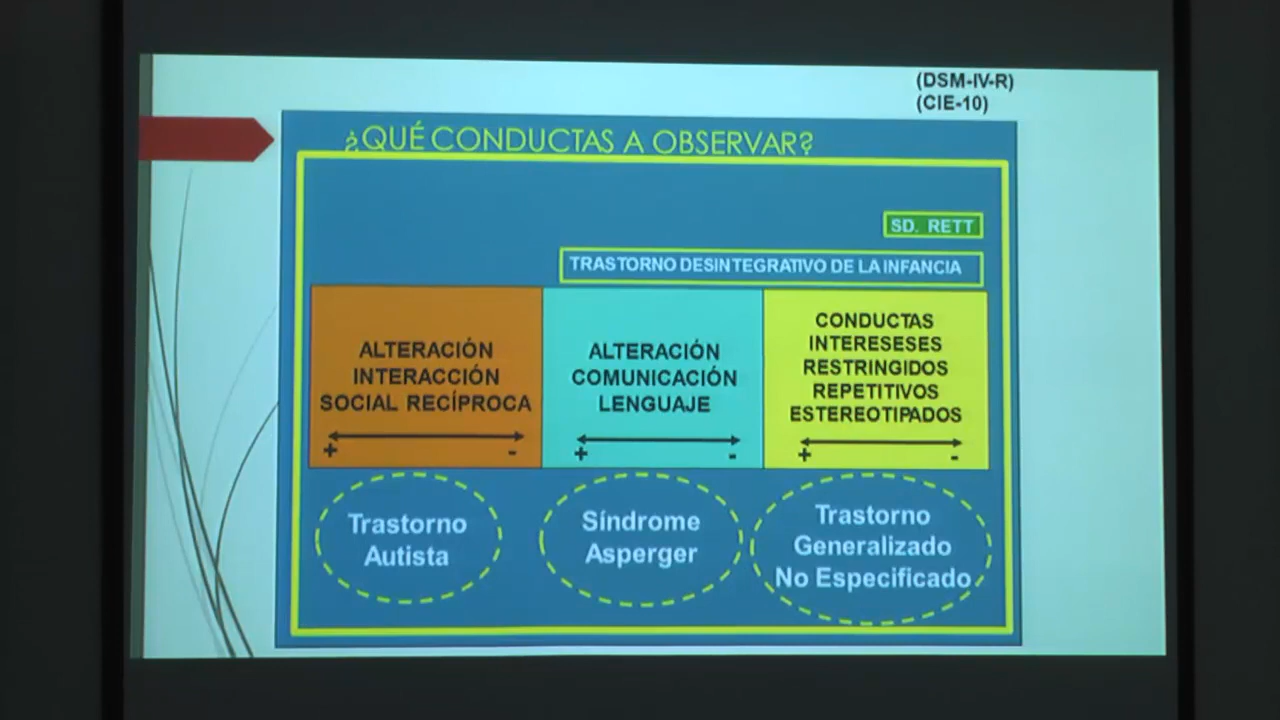 (DSM-IV-R)
(CIE-10)
¿QUÉ CONDUCTAS A OBSERVAR?
SD. RETT
TRASTORNO DESINTEGRATIVO DE LA INFANCIA
ALTERACIÓN
INTERACCIÓN
SOCIAL RECÍPROCA
+ -
ALTERACIÓN
COMUNICACIÓN
LENGUAJE
+ -
CONDUCTAS
INTERESESES
RESTRINGIDOS
REPETITIVOS
ESTEREOTIPADOS
+ -
Trastorno
Autista
Síndrome
Asperger
Trastorno
Generalizado
No Especificado